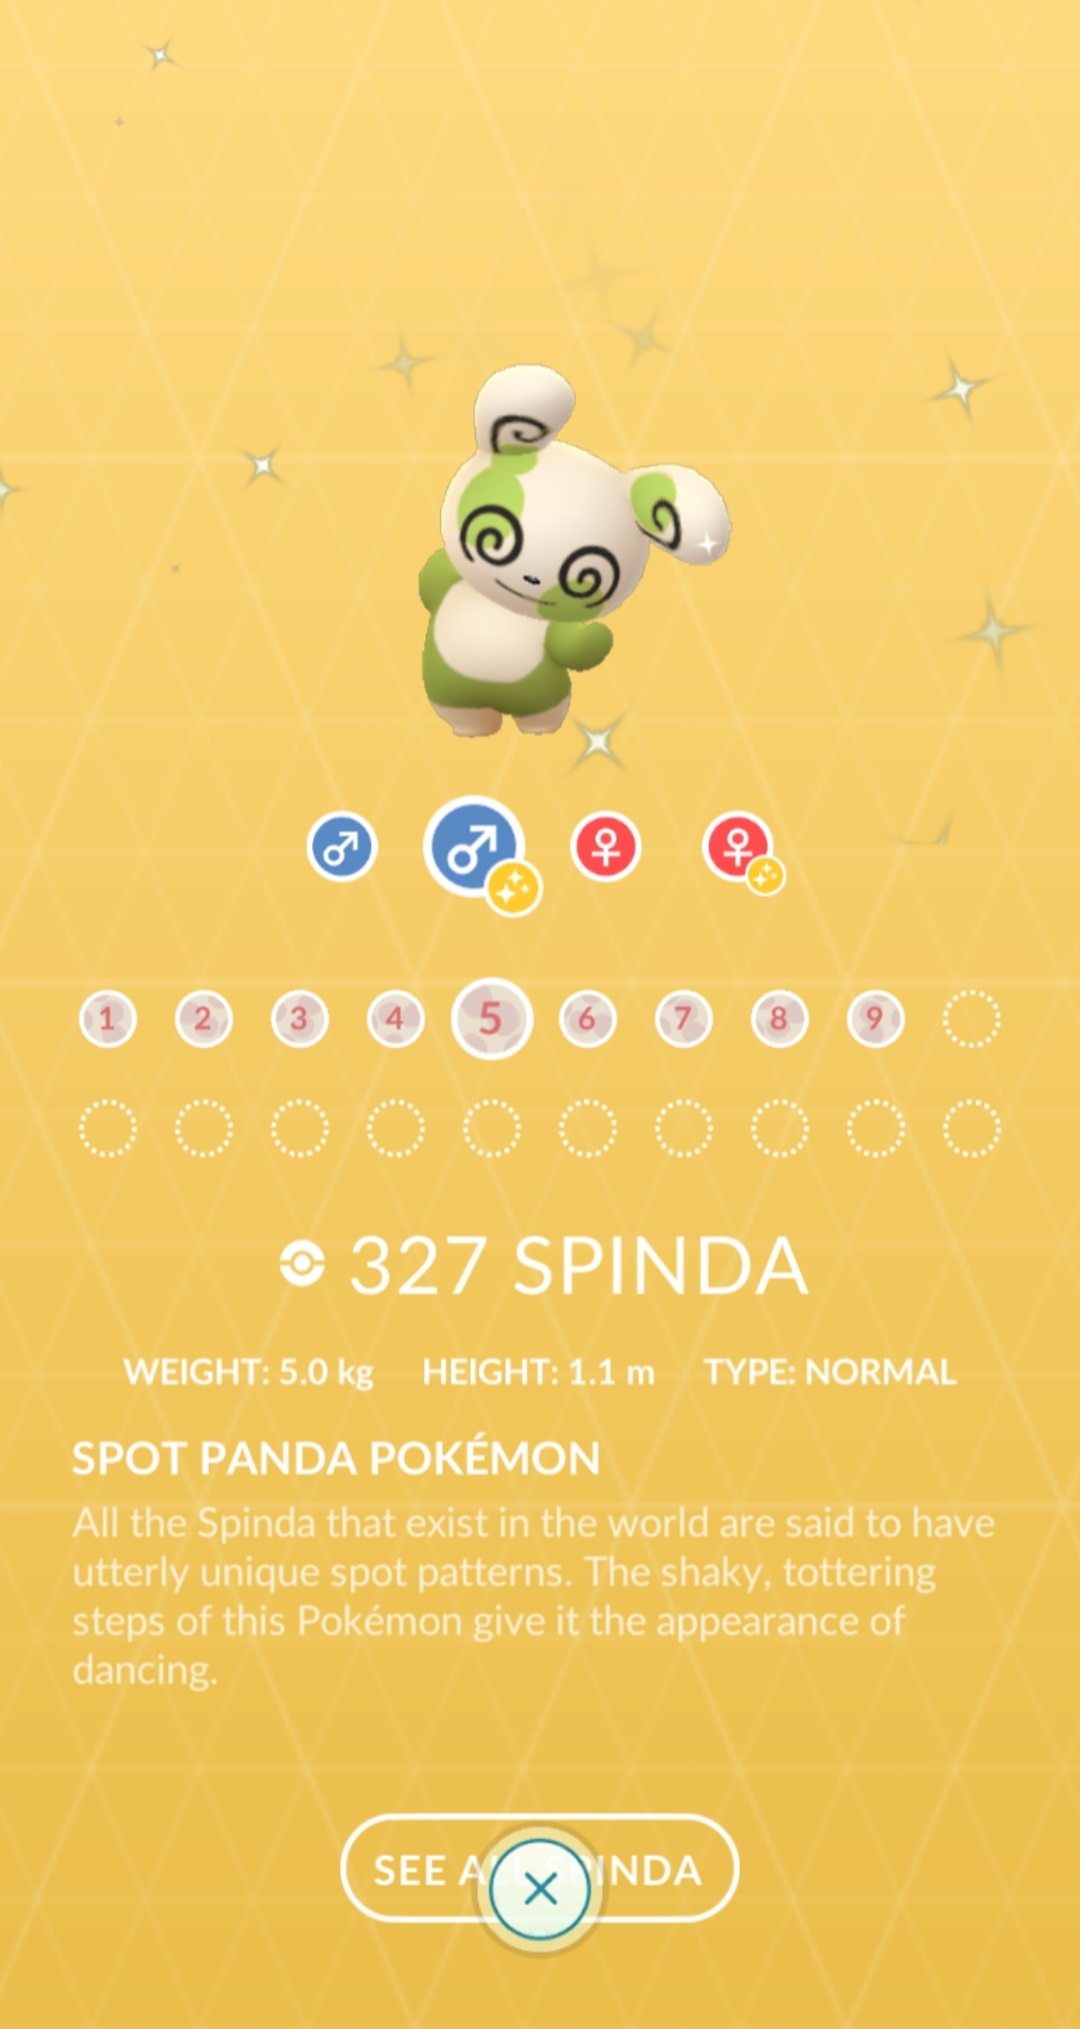 1 2 3 4 5 6 7 8 9
327 SPINDA
WEIGHT: 5.0 kg HEIGHT: 1.1 m TYPE: NORMAL
SPOT PANDA POKÉMON
All the Spinda that exist in the world are said to have
utterly unique spot patterns. The shaky, tottering
steps of this Pokémon give it the appearance of
dancing.
SEE ALL SPINDA